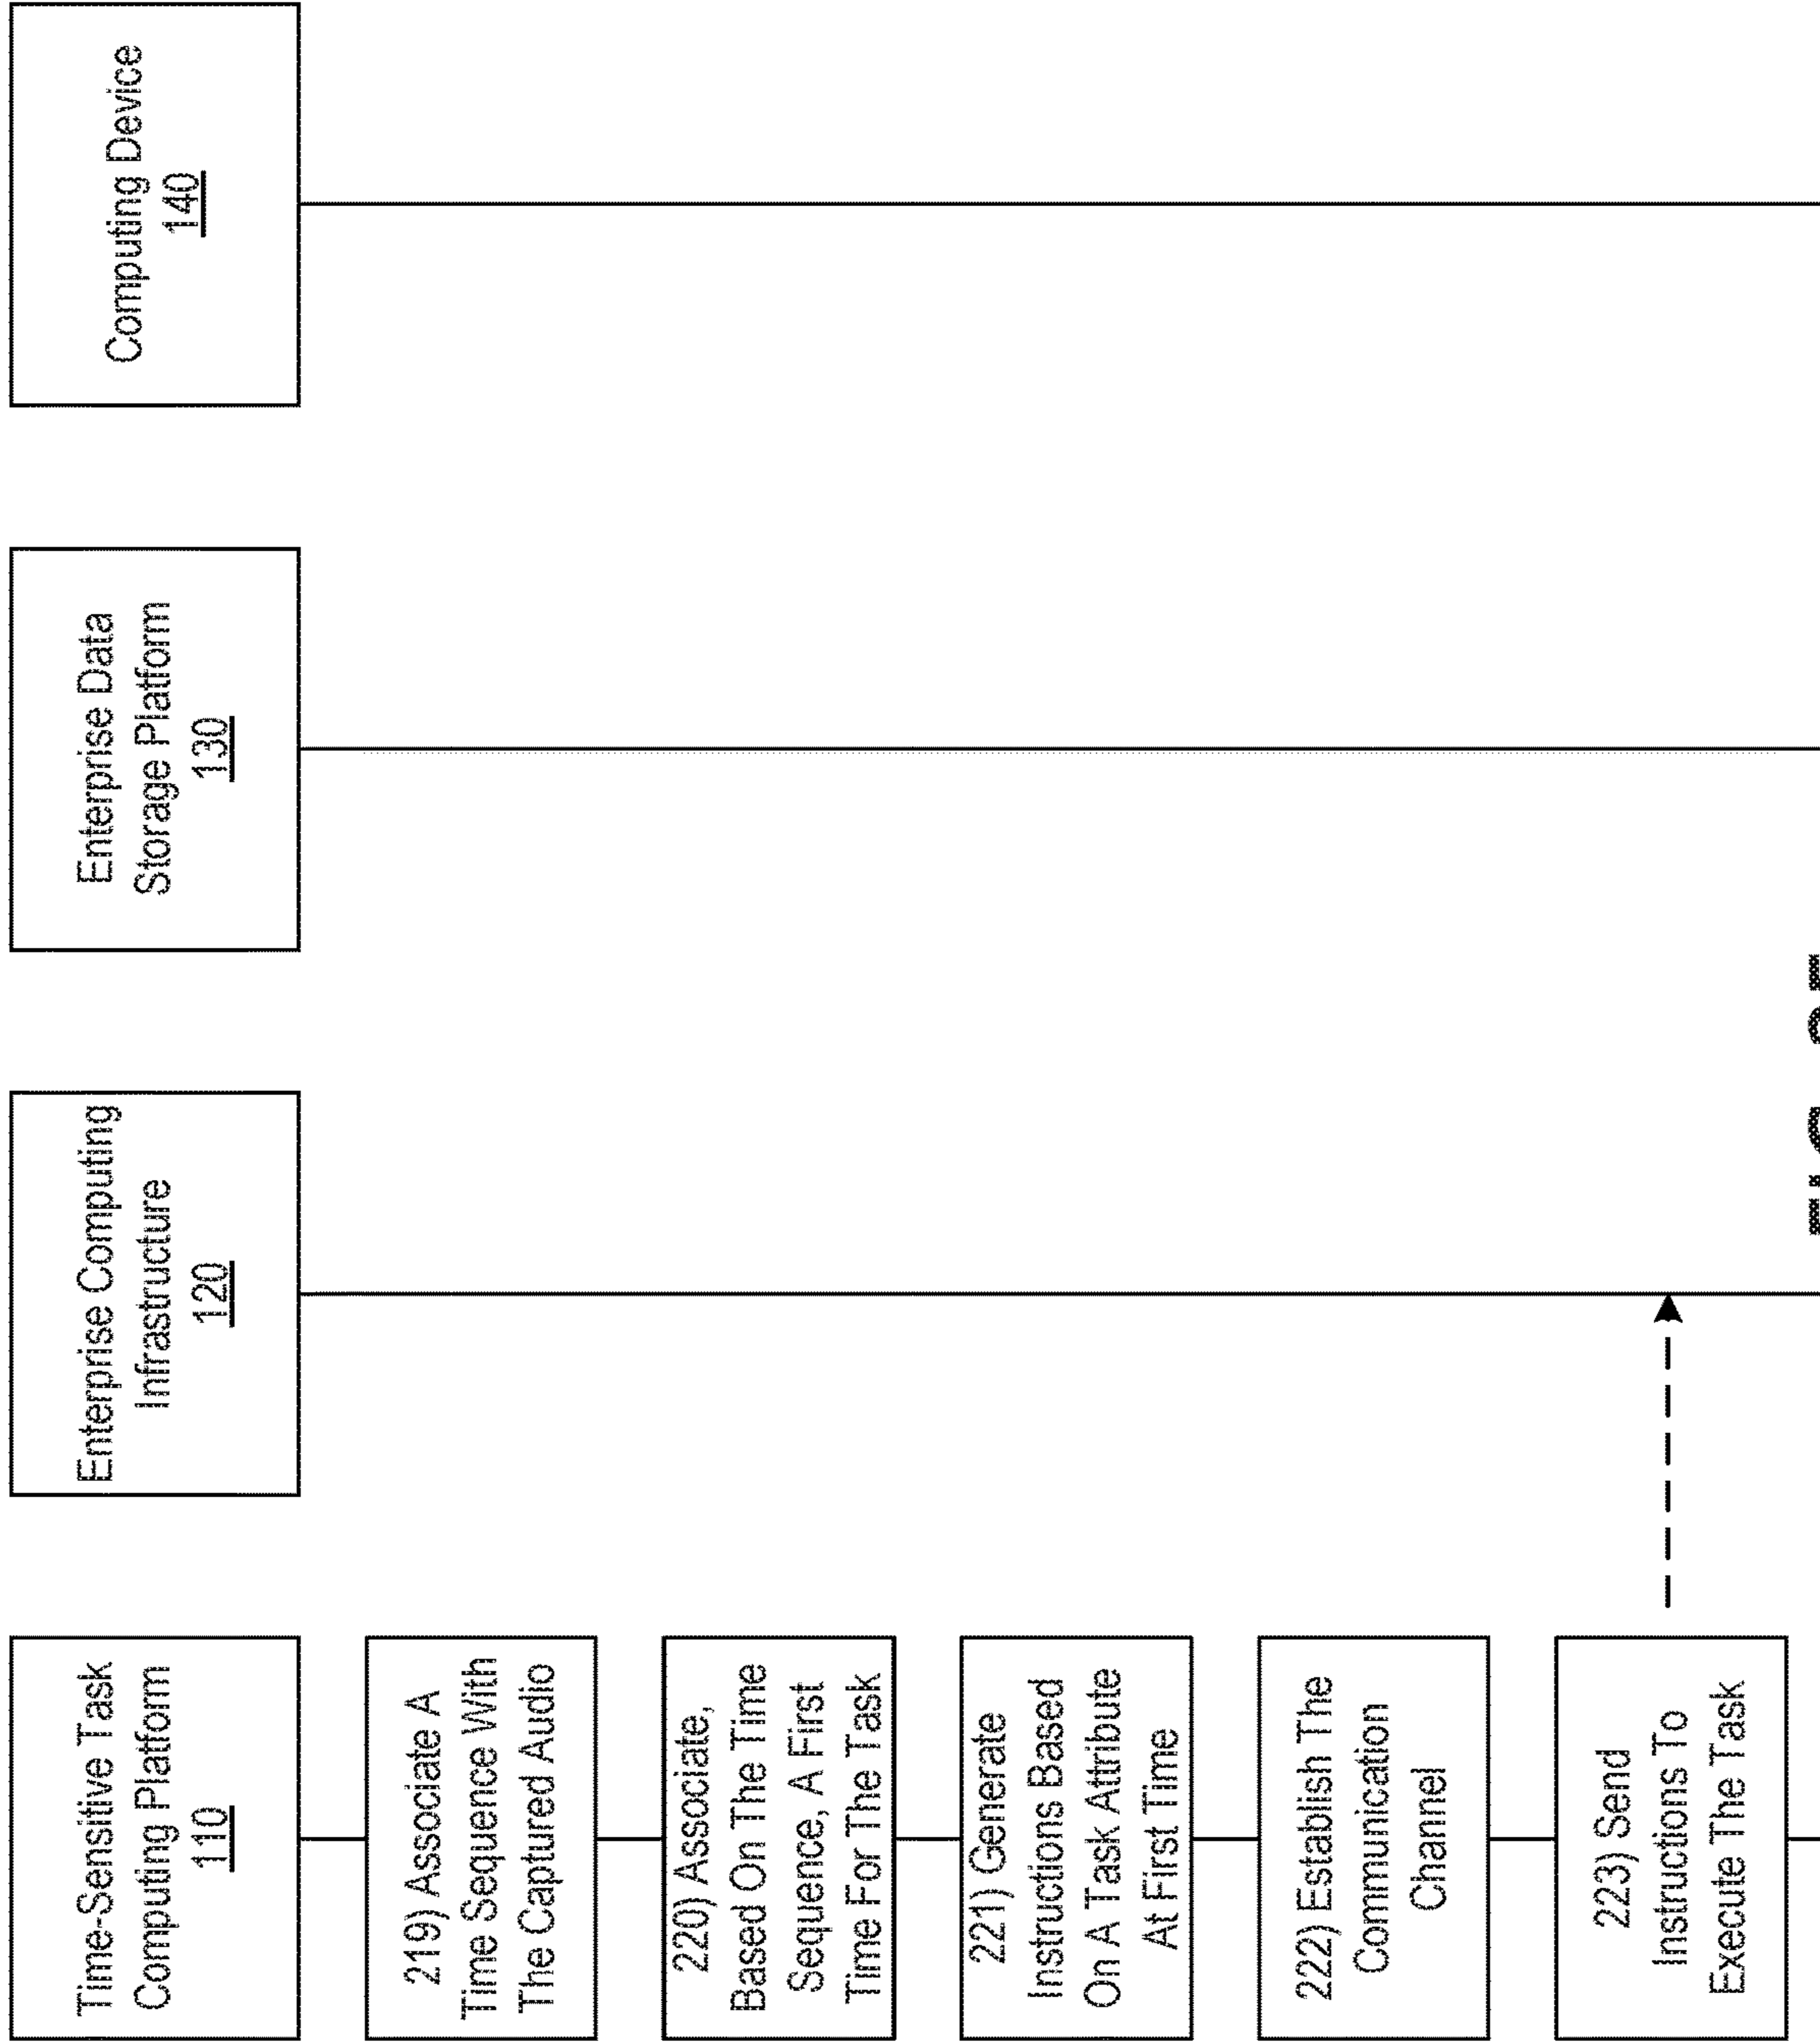 Time-Sensitive Task
Computing Platform
110
Enterprise Computing
Infrastructure
120
Enterprise Data
Storage Platform
130
Computing Device
140
219) Associate A
Time Sequence With
The Captured Audio
220) Associate,
Based On The Time
Sequence, A First
Time For The Task
221) Generate
Instructions Based
On A Task Attribute
At First Time
222) Establish The
Communication
Channel
223) Send
Instructions To
Execute The Task